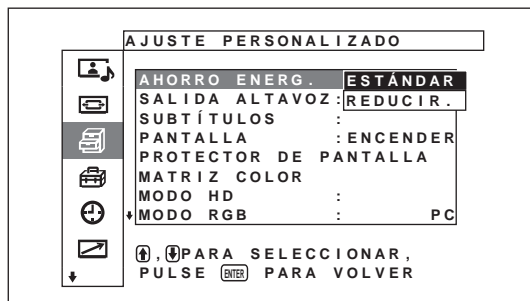 AJUSTE PERSONALIZADO
AHORRO ENERG. ESTÁNDAR
SALIDA ALTAVOZ: REDUCIR.
SUBTÍTULOS :
PANTALLA :ENCENDER
PROTECTOR DE PANTALLA
MATRIZ COLOR
MODO HD :
MODO RGB : PC
, PARA SELECCIONAR,
PULSE ENTER PARA VOLVER